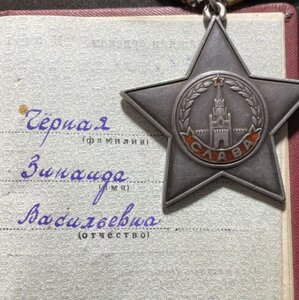 Чёрная
(фамилия)
Зинаида
(имя)
Васильевна
(отчество)
СЛАВА